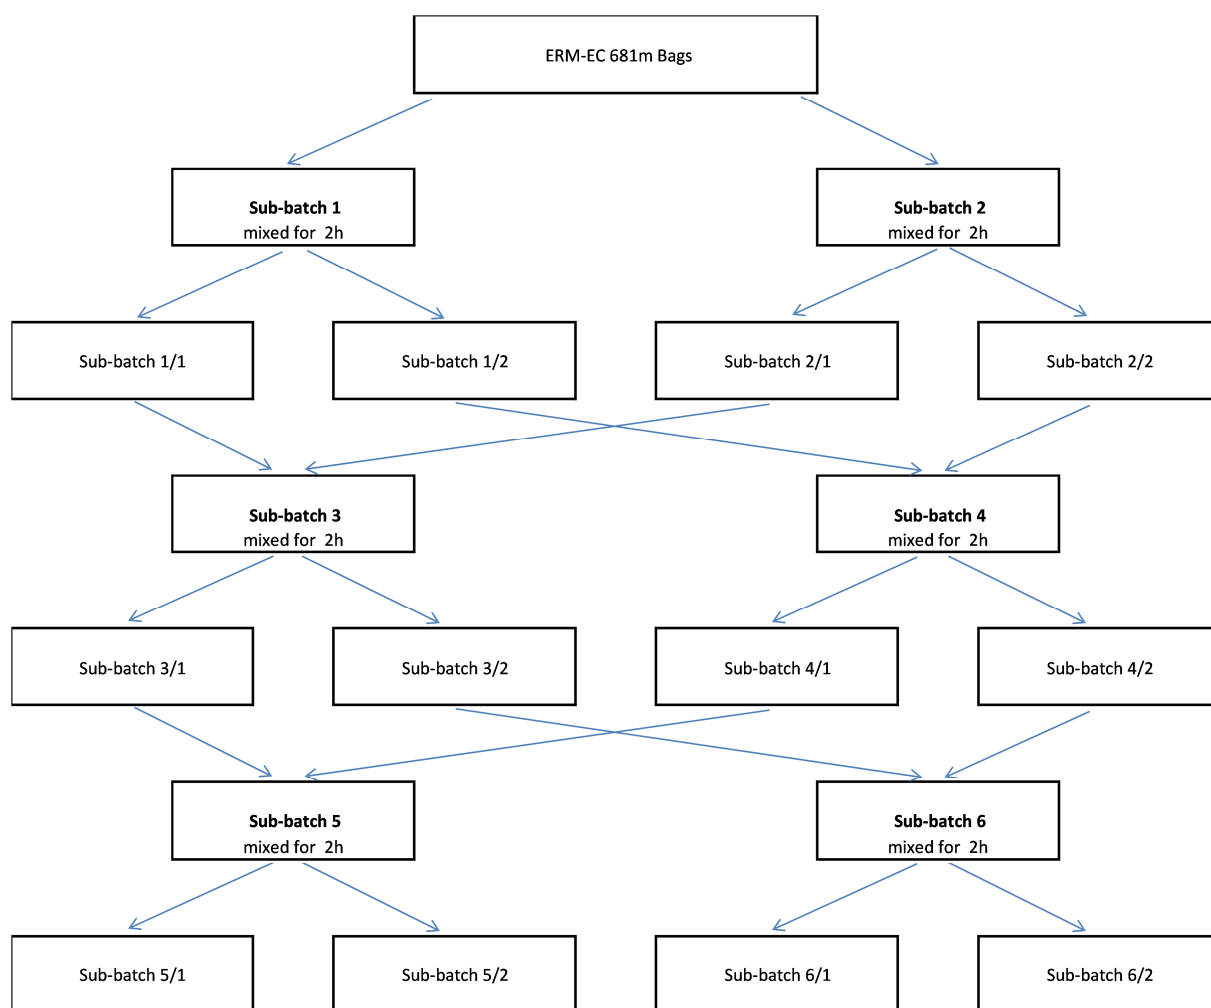 ERM-EC 681m Bags
Sub-batch 1
mixed for 2h
Sub-batch 2
mixed for 2h
Sub-batch 1/1
Sub-batch 1/2
Sub-batch 2/1
Sub-batch 2/2
Sub-batch 3
mixed for 2h
Sub-batch 4
mixed for 2h
Sub-batch 3/1
Sub-batch 3/2
Sub-batch 4/1
Sub-batch 4/2
Sub-batch 5
mixed for 2h
Sub-batch 6
mixed for 2h
Sub-batch 5/1
Sub-batch 5/2
Sub-batch 6/1
Sub-batch 6/2